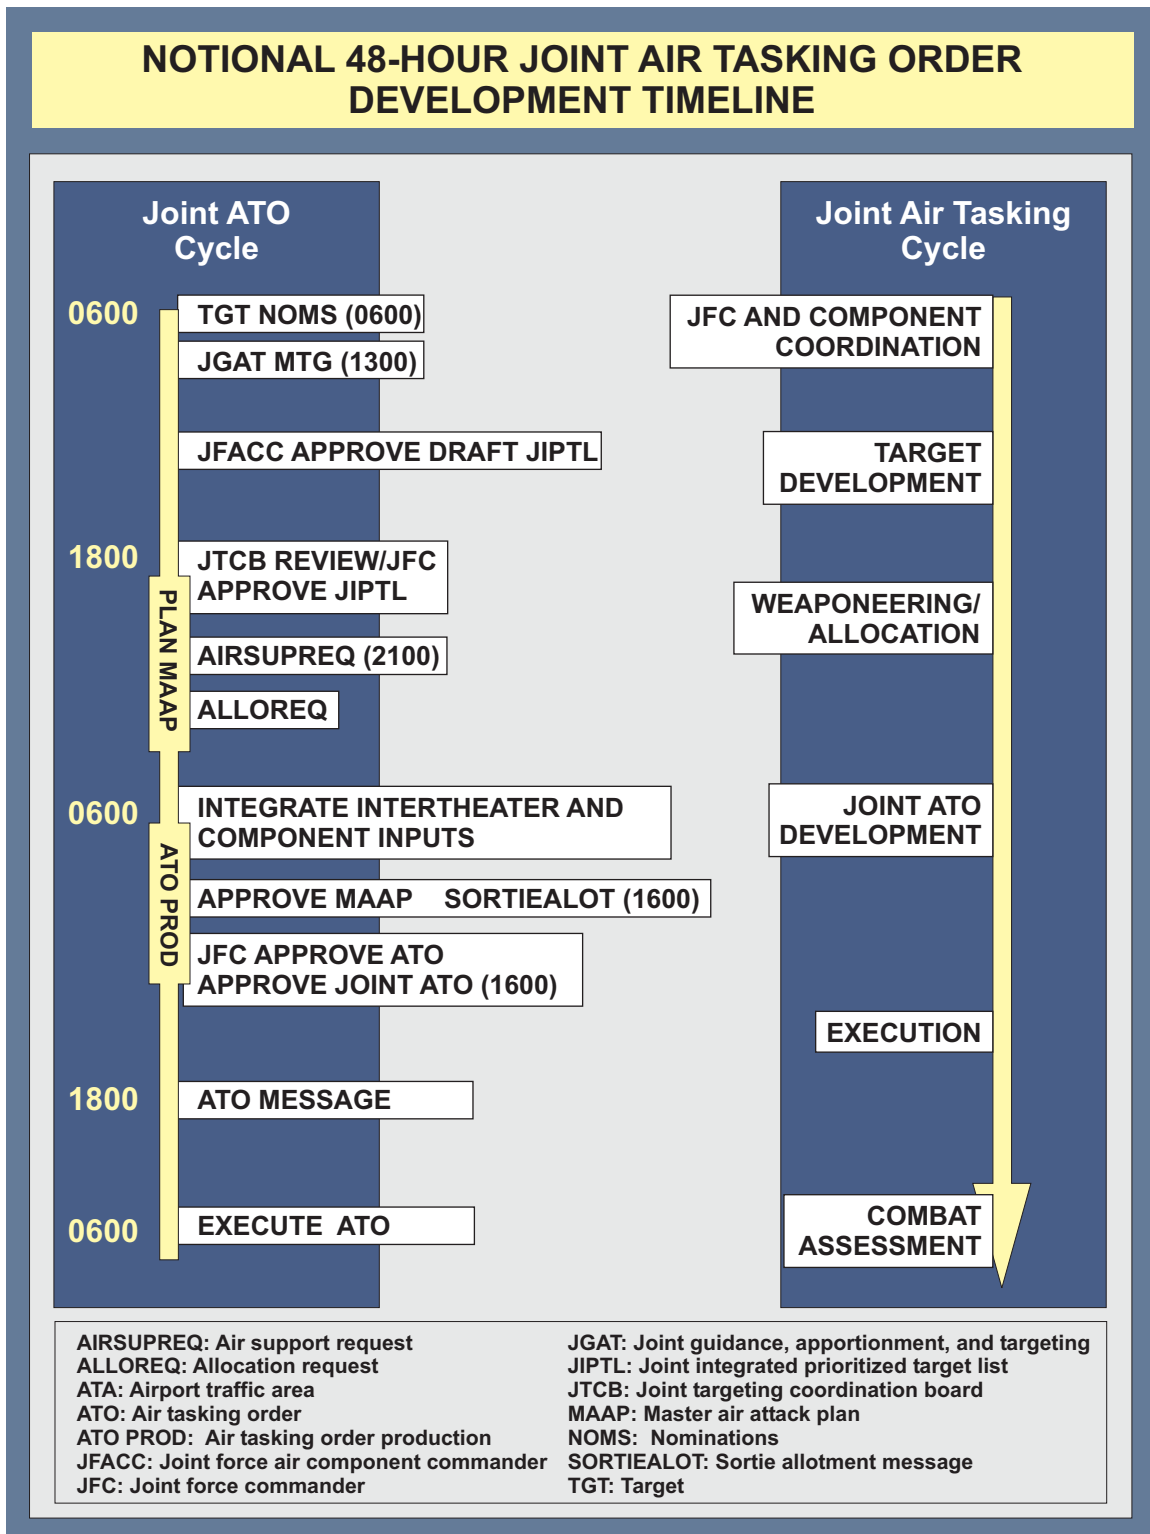 NOTIONAL 48-HOUR JOINT AIR TASKING ORDER
DEVELOPMENT TIMELINE
Joint ATO
Cycle
0600
TGT NOMS (0600)
JGAT MTG (1300)
JFACC APPROVE DRAFT JIPTL
1800
JTCB REVIEW/JFC
APPROVE JIPTL
PLAN MAAP
AIRSUPREQ (2100)
ALLOREQ
0600
INTEGRATE INTERTHEATER AND
COMPONENT INPUTS
ATO PROD
APPROVE MAAP SORTIEALOT (1600)
JFC APPROVE ATO
APPROVE JOINT ATO (1600)
1800
ATO MESSAGE
0600
EXECUTE ATO
Joint Air Tasking
Cycle
JFC AND COMPONENT
COORDINATION
TARGET
DEVELOPMENT
WEAPONEERING/
ALLOCATION
JOINT ATO
DEVELOPMENT
EXECUTION
COMBAT
ASSESSMENT
AIRSUPREQ: Air support request
ALLOREQ: Allocation request
ATA: Airport traffic area
ATO: Air tasking order
ATO PROD: Air tasking order production
JFACC: Joint force air component commander
JFC: Joint force commander
JGAT: Joint guidance, apportionment, and targeting
JIPTL: Joint integrated prioritized target list
JTCB: Joint targeting coordination board
MAAP: Master air attack plan
NOMS: Nominations
SORTIEALOT: Sortie allotment message
TGT: Target